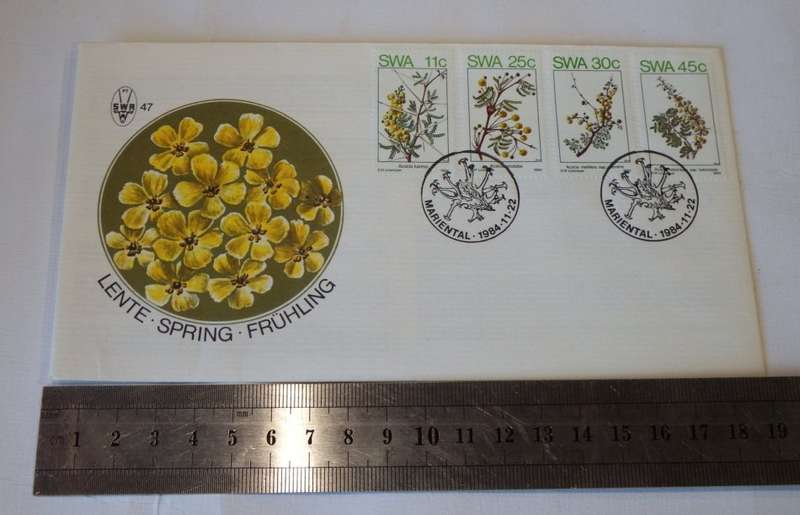 SWA 11c
SWA 25c
SWA 30c
SWA 45c
SWA 47
LENTE · SPRING · FRÜHLING
MARIENTAL · 1984-11-22
MARIENTAL · 1984-11-22
mm
cm 1 2 3 4 5 6 7 8 9 10 11 12 13 14 15 16 17 18 19